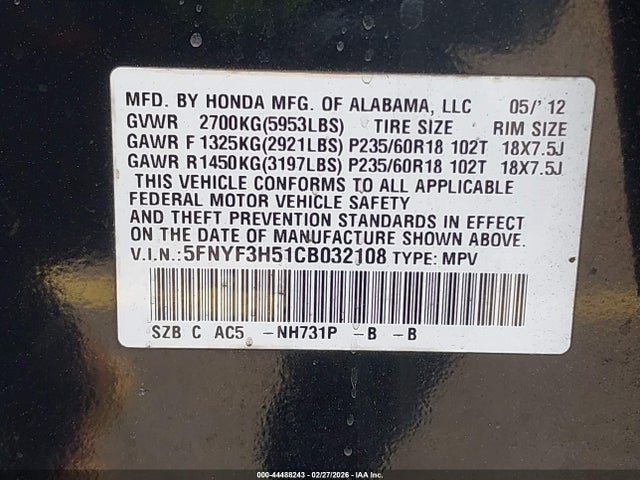 MFD. BY HONDA MFG. OF ALABAMA, LLC 05/'12
GVWR 2700KG(5953LBS) TIRE SIZE RIM SIZE
GAWR F 1325KG(2921LBS) P235/60R18 102T 18X7.5J
GAWR R 1450KG(3197LBS) P235/60R18 102T 18X7.5J
THIS VEHICLE CONFORMS TO ALL APPLICABLE
FEDERAL MOTOR VEHICLE SAFETY
AND THEFT PREVENTION STANDARDS IN EFFECT
ON THE DATE OF MANUFACTURE SHOWN ABOVE.
V.I.N.: 5FNYF3H51CB032108 TYPE: MPV
SZB C AC5 -NH731P -B -B
000-44488243 - 02/27/2026 - IAA Inc.